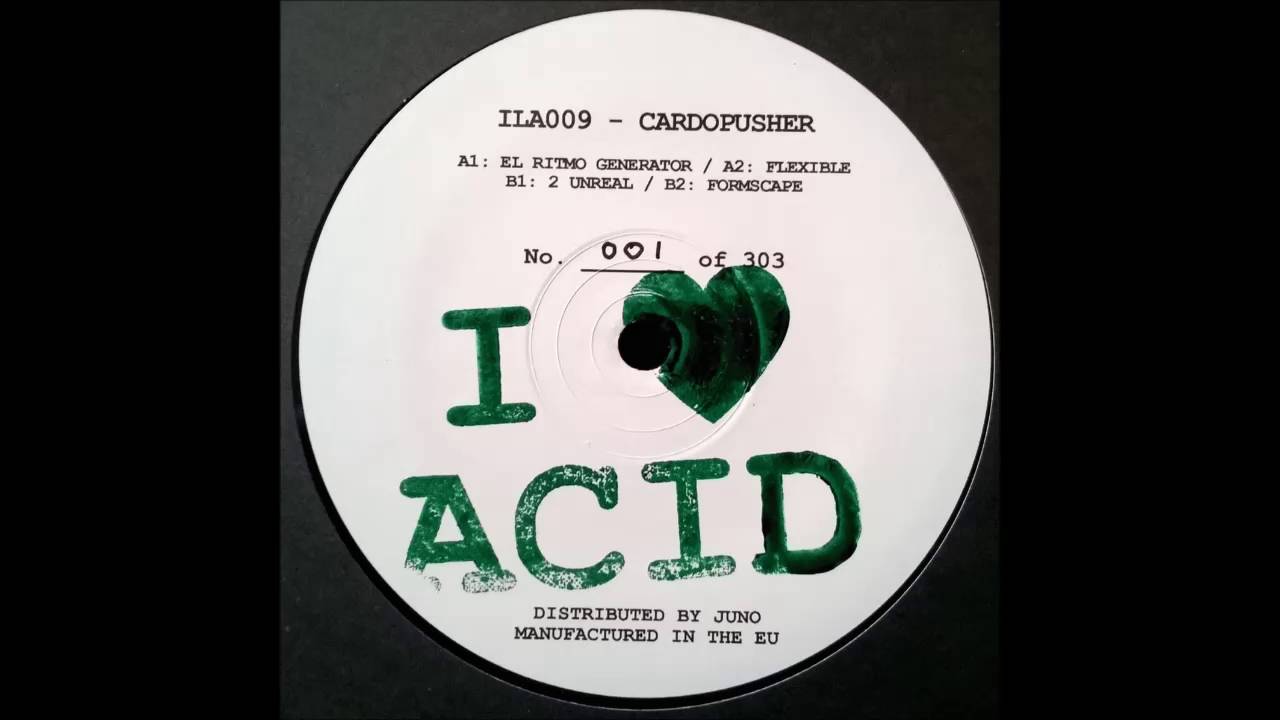 ILA009 - CARDOPUSHER
A1: EL RITMO GENERATOR / A2: FLEXIBLE
B1: 2 UNREAL / B2: FORMSCAPE
No. 001 of 303
I ♥
ACID
DISTRIBUTED BY JUNO
MANUFACTURED IN THE EU